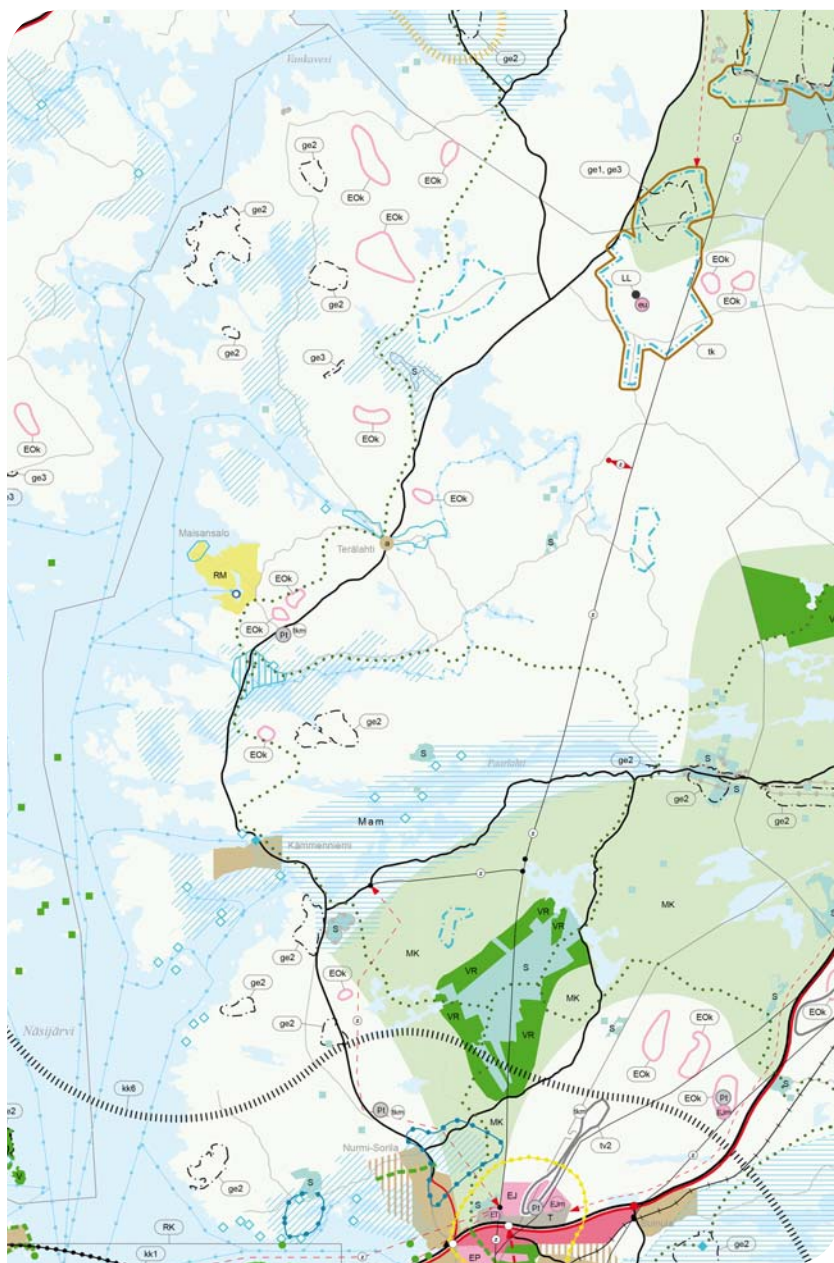 Vankavesi
ge2
ge2
EOk
EOk
ge1, ge3
z
ge2
EOk
EOk
LL
EOk
eu
ge2
ge2
tk
ge3
S
EOk
EOk
ge3
EOk
z
Maisansalo
Terälahti
a
S
RM
EOk
EOk
Pt
tkm
z
V
EOk
ge2
S
Paarlahti
ge2
S
S
ge2
ge2
Mam
z
Kämmenniemi
z
S
MK
VR
VR
VR
MK
S
ge2
EOk
MK
S
ge2
ge2
z
VR
VR
S
EOk
EOk
EOk
Näsijärvi
kk6
EOk
Pt
EJm
S
Pt
tkm
tkm
MK
tv2
z
Nurmi-Sorila
ge2
S
S
EJ
EJm
ET
Pt
T
RK
kk1
z
z
EP
ge2